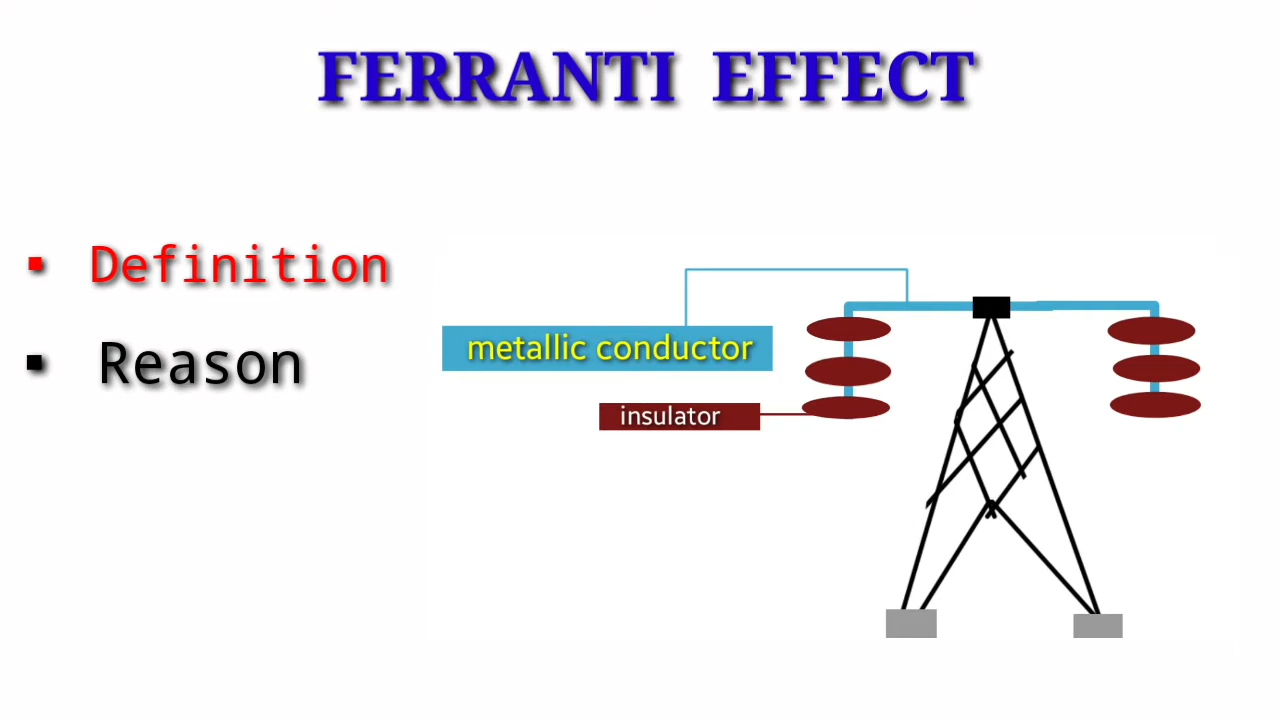 FERRANTI EFFECT
▪ Definition
▪ Reason
metallic conductor
insulator